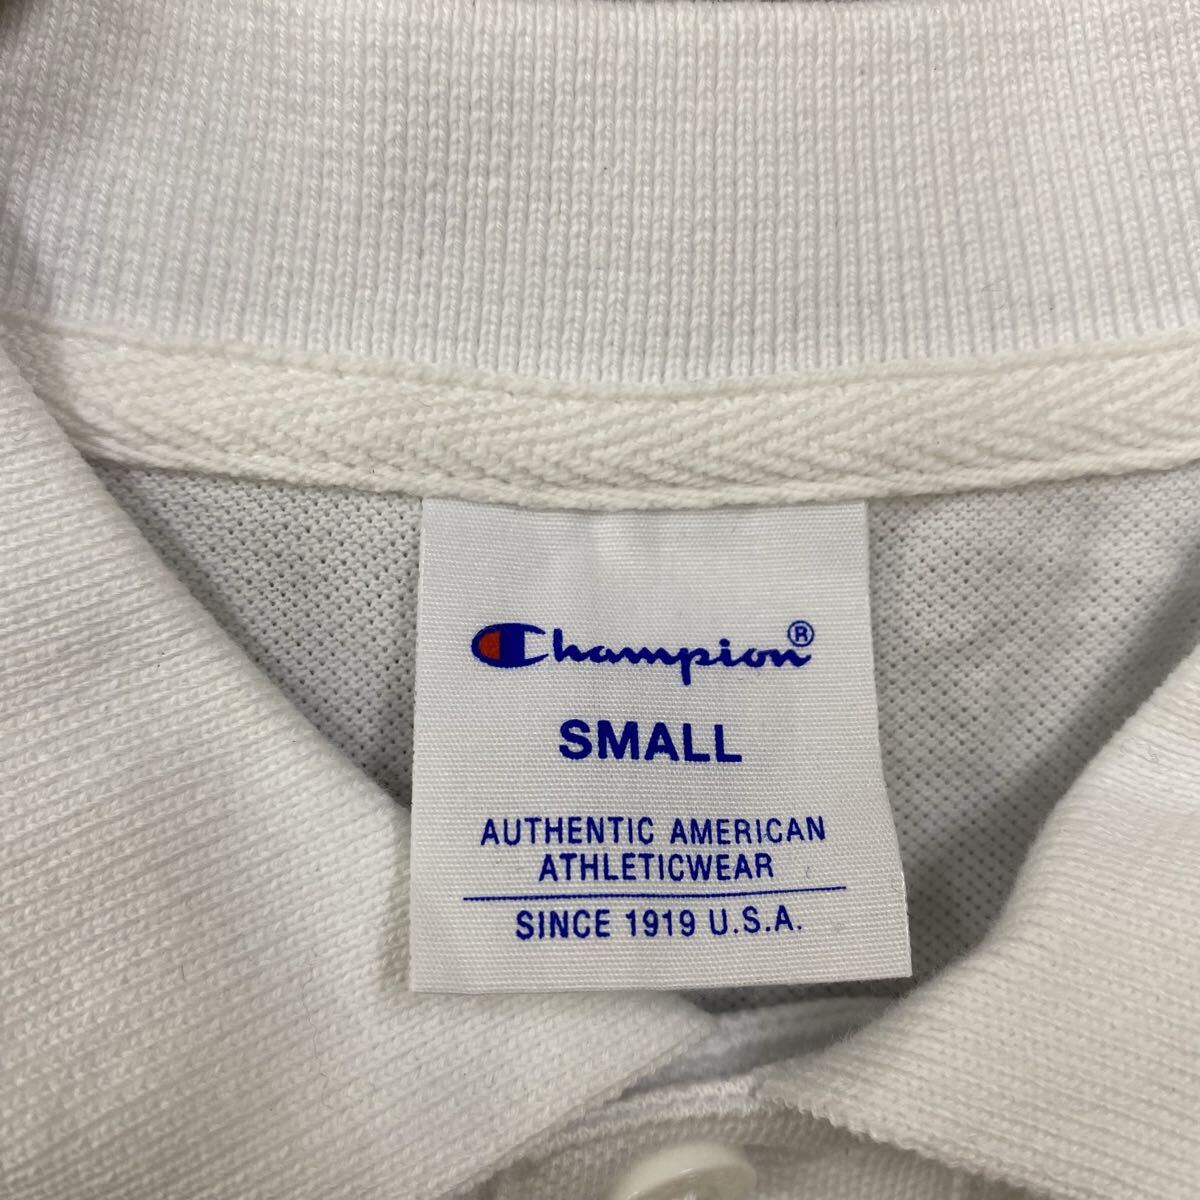 Champion®
SMALL
AUTHENTIC AMERICAN
ATHLETICWEAR
SINCE 1919 U.S.A.